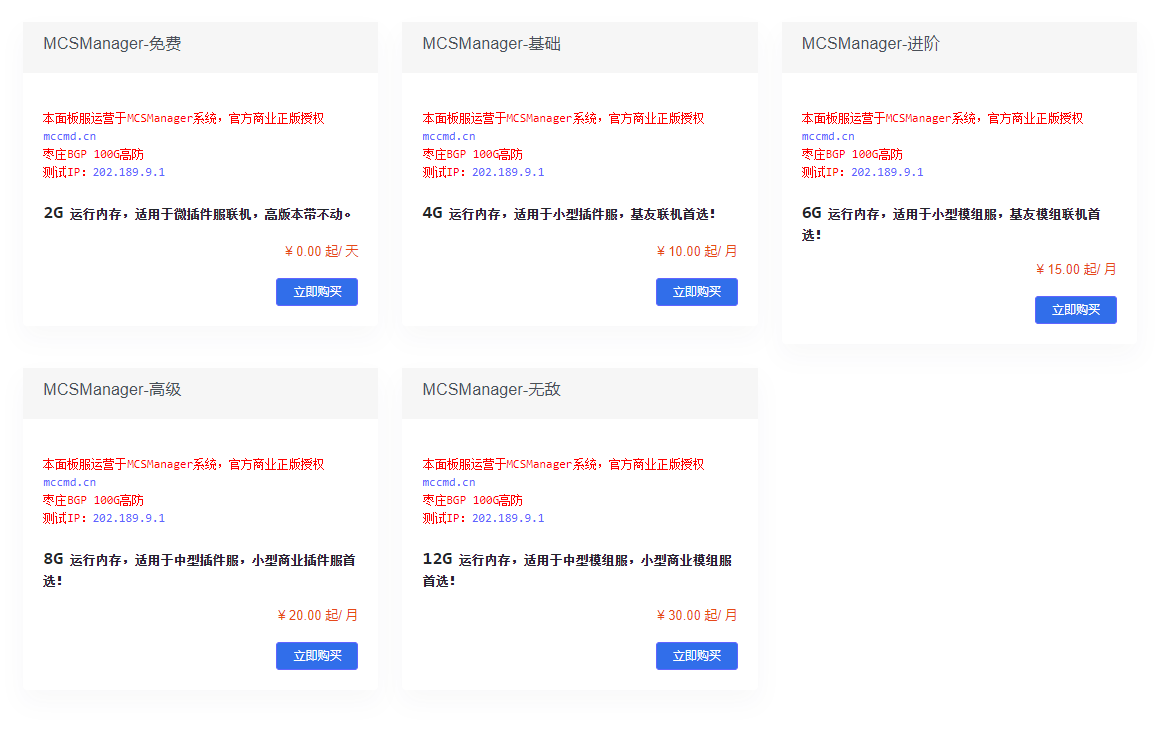 MCSManager-免费
本面板服运营于MCSManager系统，官方商业正版授权
mccmd.cn
枣庄BGP 100G高防
测试IP：202.189.9.1
2G 运行内存，适用于微插件服联机，高版本带不动。
¥ 0.00 起/ 天
立即购买
MCSManager-基础
本面板服运营于MCSManager系统，官方商业正版授权
mccmd.cn
枣庄BGP 100G高防
测试IP：202.189.9.1
4G 运行内存，适用于小型插件服，基友联机首选！
¥ 10.00 起/ 月
立即购买
MCSManager-进阶
本面板服运营于MCSManager系统，官方商业正版授权
mccmd.cn
枣庄BGP 100G高防
测试IP：202.189.9.1
6G 运行内存，适用于小型模组服，基友模组联机首
选！
¥ 15.00 起/ 月
立即购买
MCSManager-高级
本面板服运营于MCSManager系统，官方商业正版授权
mccmd.cn
枣庄BGP 100G高防
测试IP：202.189.9.1
8G 运行内存，适用于中型插件服，小型商业插件服首
选！
¥ 20.00 起/ 月
立即购买
MCSManager-无敌
本面板服运营于MCSManager系统，官方商业正版授权
mccmd.cn
枣庄BGP 100G高防
测试IP：202.189.9.1
12G 运行内存，适用于中型模组服，小型商业模组服
首选！
¥ 30.00 起/ 月
立即购买